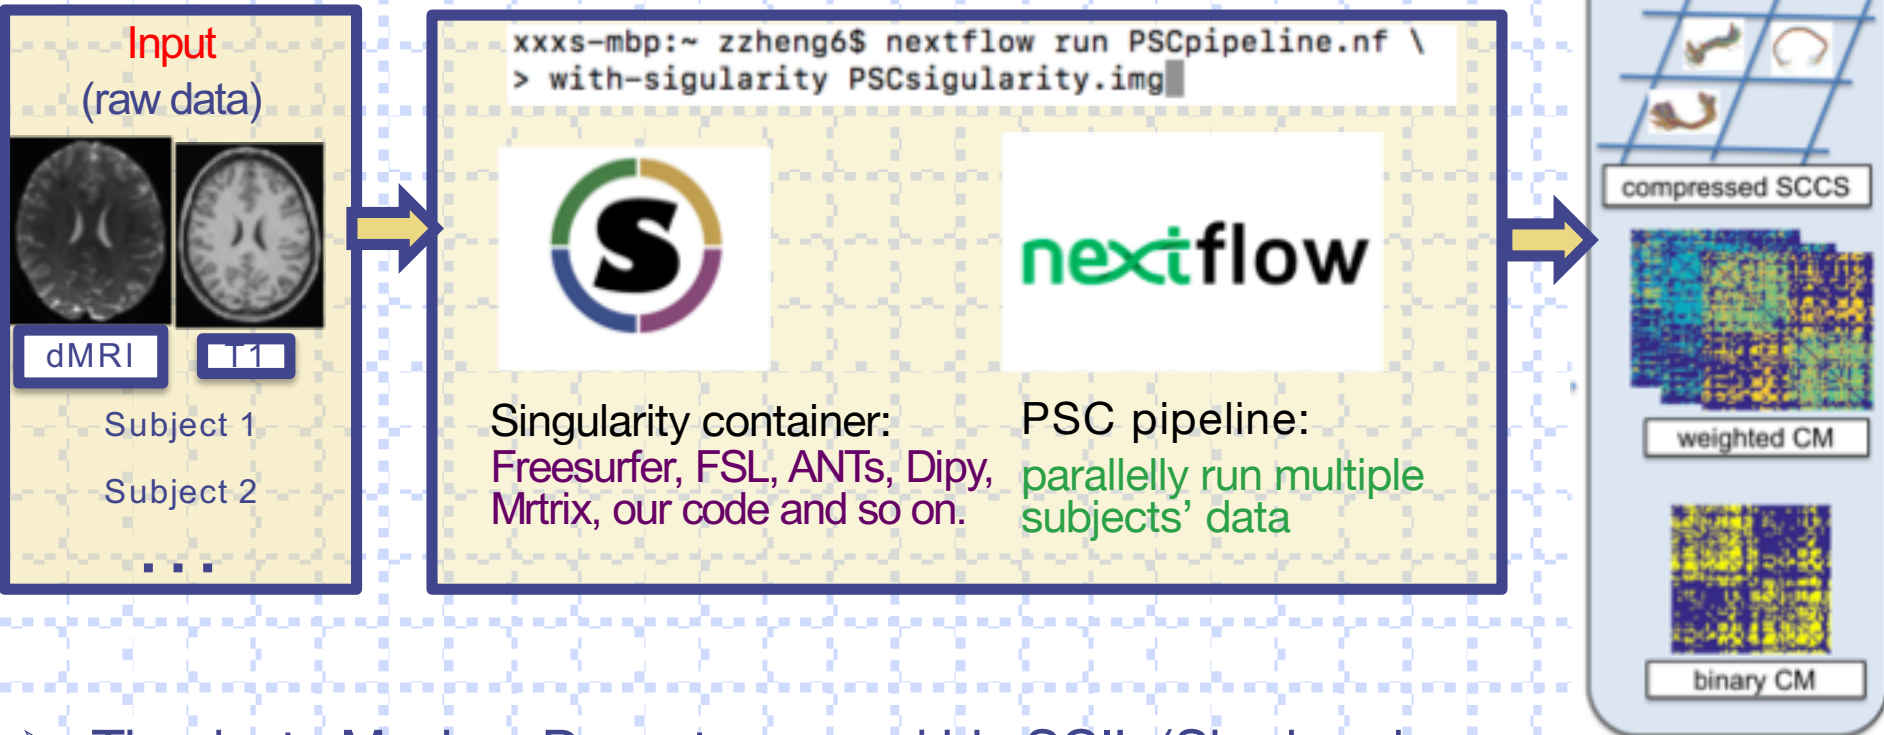 Input
(raw data)
dMRI
T1
Subject 1
Subject 2
...
xxxs-mbp:~ zzheng6$ nextflow run PSCpipeline.nf \
> with-sigularity PSCsigularity.img
S
nextflow
Singularity container:
Freesurfer, FSL, ANTs, Dipy,
Mrtrix, our code and so on.
PSC pipeline:
parallelly run multiple
subjects' data
compressed SCCS
weighted CM
binary CM